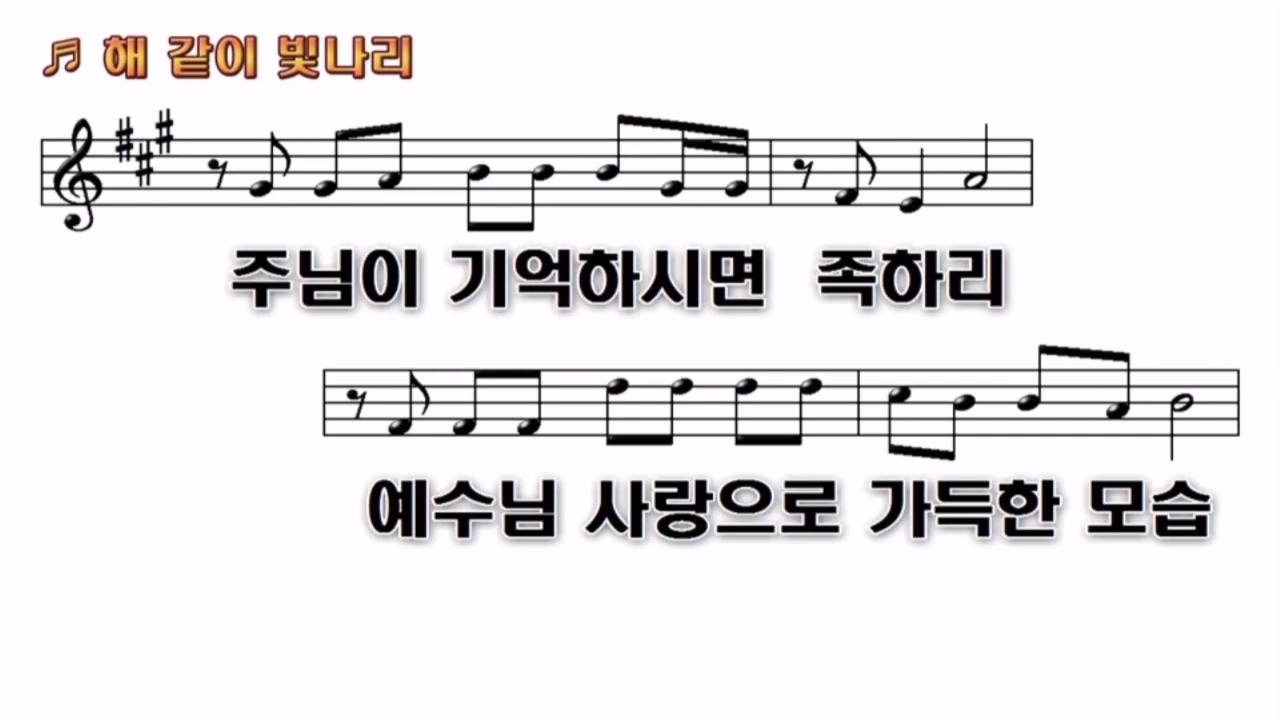 ♬ 해 같이 빛나리
주님이 기억하시면 족하리
예수님 사랑으로 가득한 모습